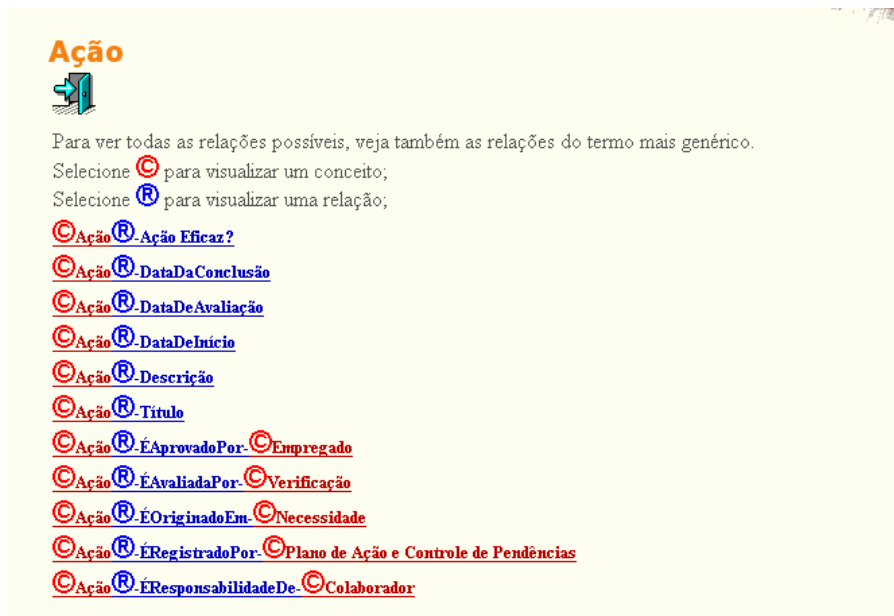 Ação
Para ver todas as relações possíveis, veja também as relações do termo mais genérico.
Selecione © para visualizar um conceito;
Selecione ® para visualizar uma relação;
©Ação®-Ação Eficaz?
©Ação®-DataDaConclusão
©Ação®-DataDeAvaliação
©Ação®-DataDeInício
©Ação®-Descrição
©Ação®-Título
©Ação®-ÉAprovadoPor-©Empregado
©Ação®-ÉAvaliadaPor-©Verificação
©Ação®-ÉOriginadoEm-©Necessidade
©Ação®-ÉRegistradoPor-©Plano de Ação e Controle de Pendências
©Ação®-ÉResponsabilidadeDe-©Colaborador